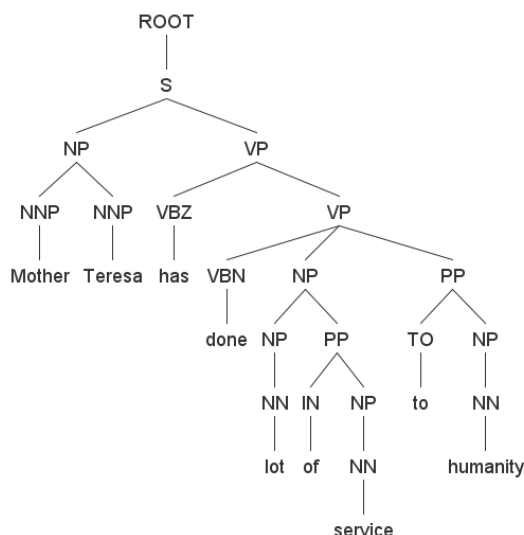 ROOT
S
NP VP
NNP NNP VBZ VP
Mother Teresa has VBN NP PP
done NP PP TO NP
NN IN NP to NN
lot of NN humanity
service